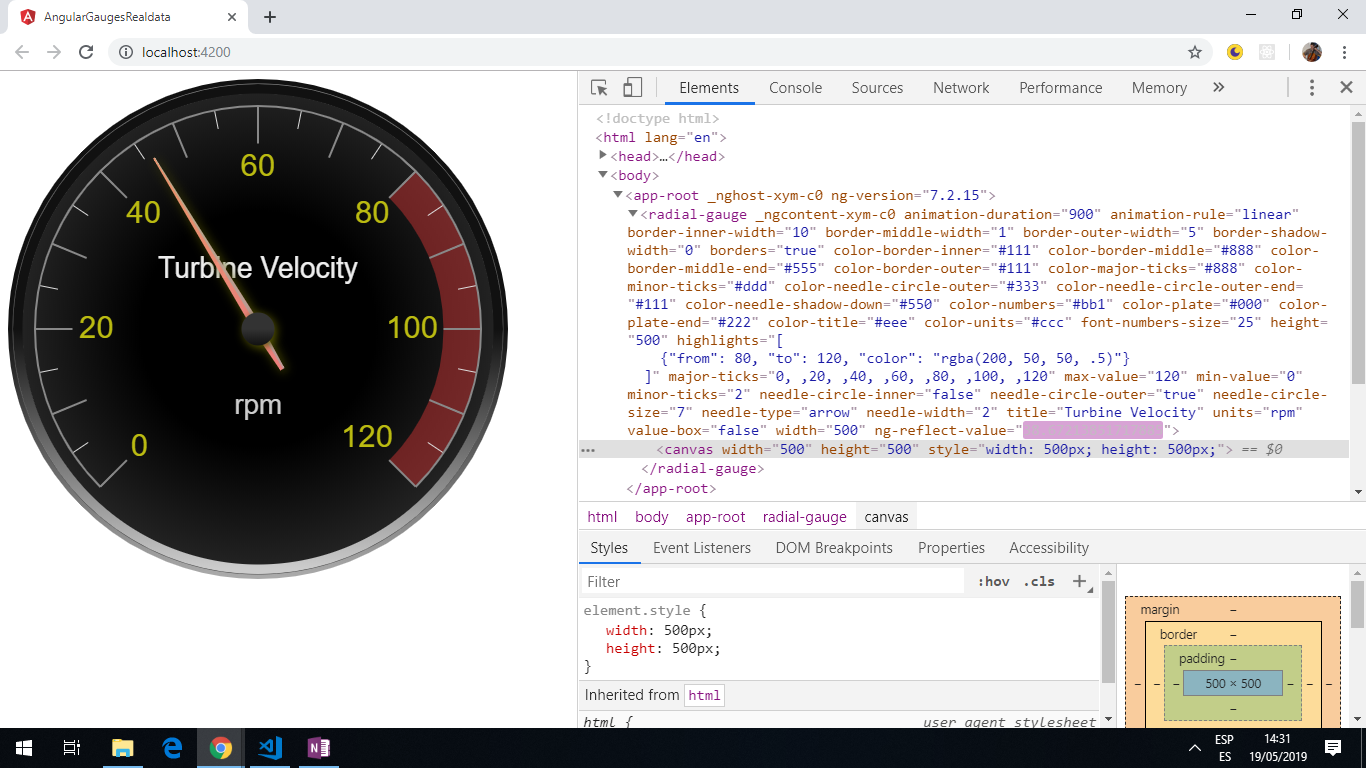 AngularGaugesRealdata
localhost:4200
60
40
80
Turbine Velocity
20
100
rpm
0
120
Elements Console Sources Network Performance Memory
<!doctype html>
<html lang="en">
<head>…</head>
<body>
<app-root _nghost-xym-c0 ng-version="7.2.15">
<radial-gauge _ngcontent-xym-c0 animation-duration="900" animation-rule="linear"
border-inner-width="10" border-middle-width="1" border-outer-width="5" border-shadow-
width="0" borders="true" color-border-inner="#111" color-border-middle="#888" color-
border-middle-end="#555" color-border-outer="#111" color-major-ticks="#888" color-
minor-ticks="#ddd" color-needle-circle-outer="#333" color-needle-circle-outer-end=
"#111" color-needle-shadow-down="#550" color-numbers="#bb1" color-plate="#000" color-
plate-end="#222" color-title="#eee" color-units="#ccc" font-numbers-size="25" height=
"500" highlights="[
{"from": 80, "to": 120, "color": "rgba(200, 50, 50, .5)"}
]" major-ticks="0, ,20, ,40, ,60, ,80, ,100, ,120" max-value="120" min-value="0"
minor-ticks="2" needle-circle-inner="false" needle-circle-outer="true" needle-circle-
size="7" needle-type="arrow" needle-width="2" title="Turbine Velocity" units="rpm"
value-box="false" width="500" ng-reflect-value="">
<canvas width="500" height="500" style="width: 500px; height: 500px;"> == $0
</radial-gauge>
</app-root>
html body app-root radial-gauge canvas
Styles Event Listeners DOM Breakpoints Properties Accessibility
Filter :hov .cls
element.style {
width: 500px;
height: 500px;
}
Inherited from html
html { user agent stylesheet
margin –
border –
padding –
– – – 500 × 500 – – –
–
ESP
ES
14:31
19/05/2019